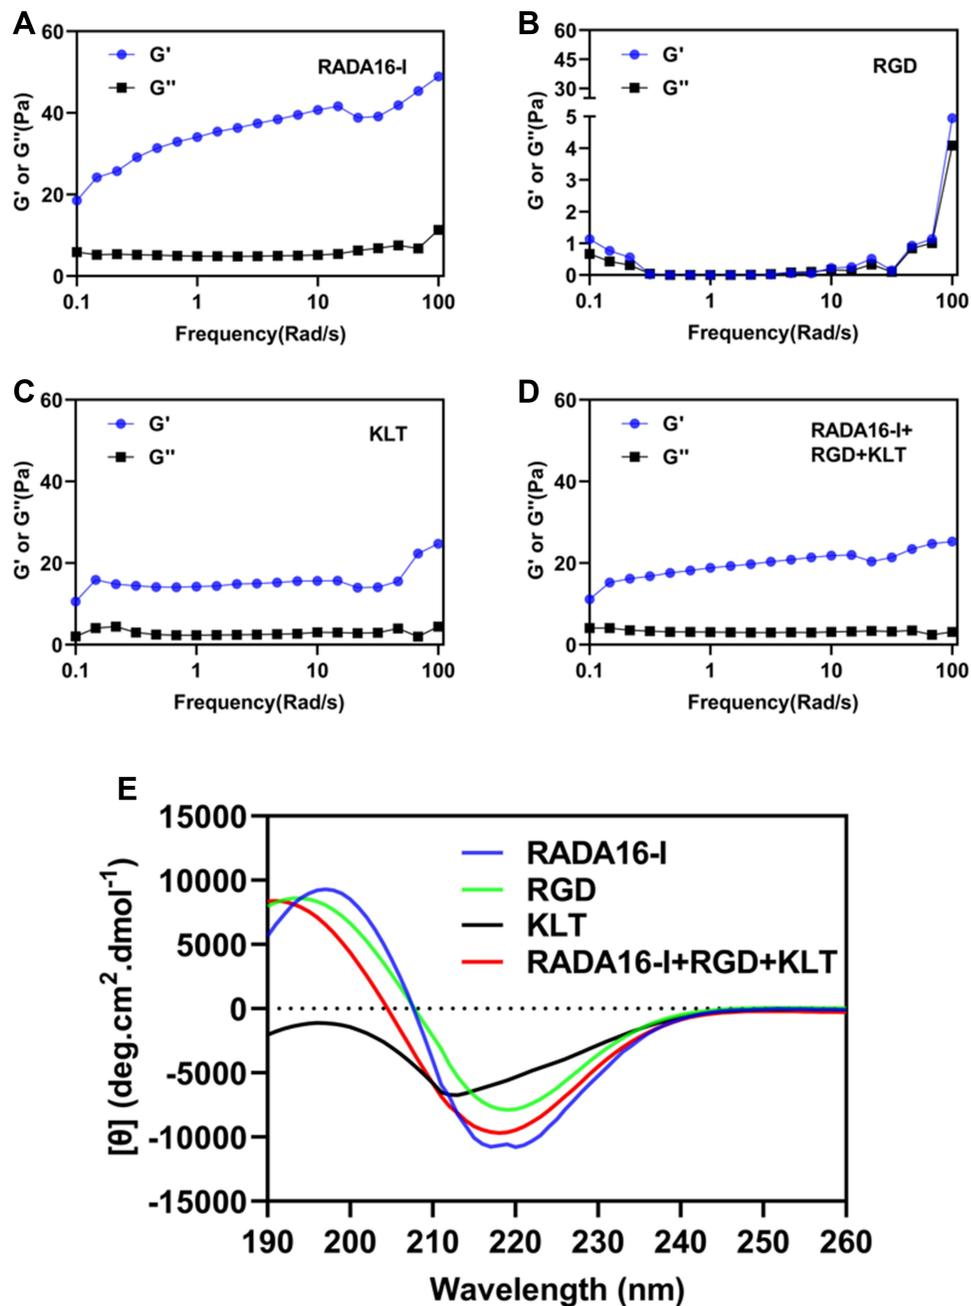 A
60
40
20
0
G' or G"(Pa)
G'
G"
RADA16-I
0.1
1
10
100
Frequency(Rad/s)
B
60
45
30
5
4
3
2
1
0
G' or G"(Pa)
G'
G"
RGD
0.1
1
10
100
Frequency(Rad/s)
C
60
40
20
0
G' or G"(Pa)
G'
G"
KLT
0.1
1
10
100
Frequency(Rad/s)
D
60
40
20
0
G' or G"(Pa)
G'
G"
RADA16-I+
RGD+KLT
0.1
1
10
100
Frequency(Rad/s)
E
15000
10000
5000
0
-5000
-10000
-15000
[θ] (deg.cm².dmol⁻¹)
RADA16-I
RGD
KLT
RADA16-I+RGD+KLT
190
200
210
220
230
240
250
260
Wavelength (nm)